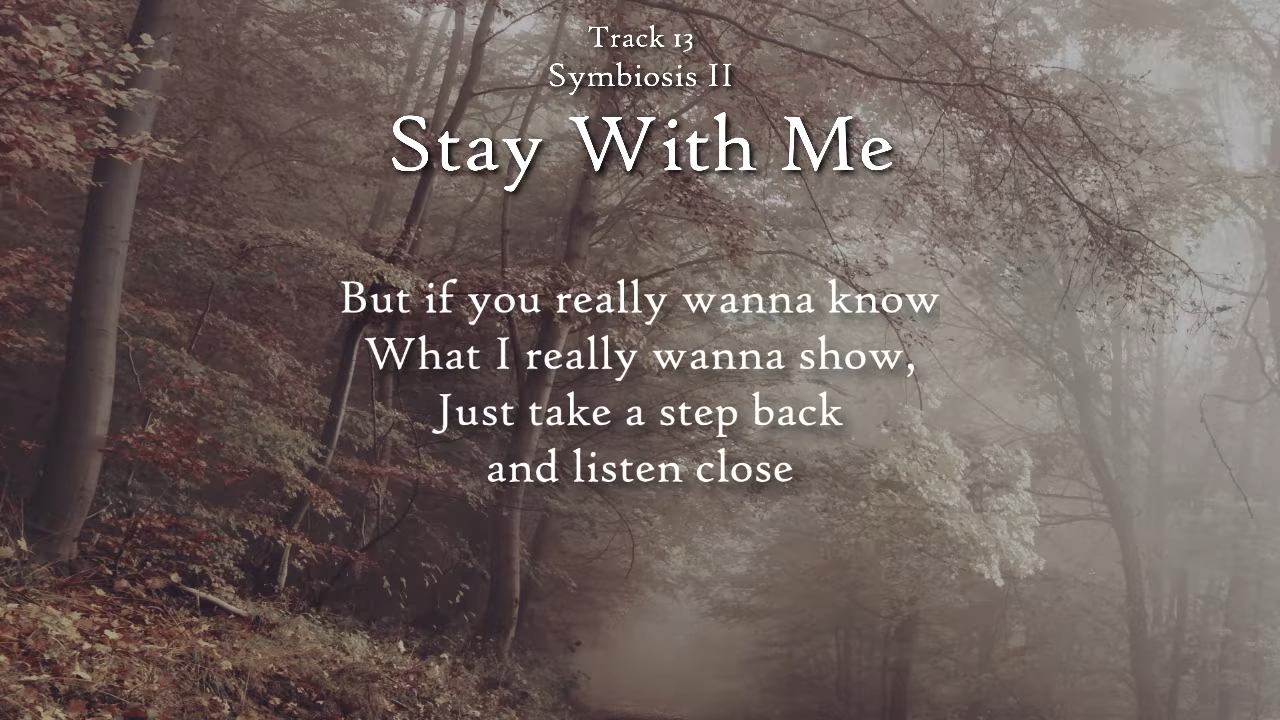 Track 13
Symbiosis II
Stay With Me
But if you really wanna know
What I really wanna show,
Just take a step back
and listen close